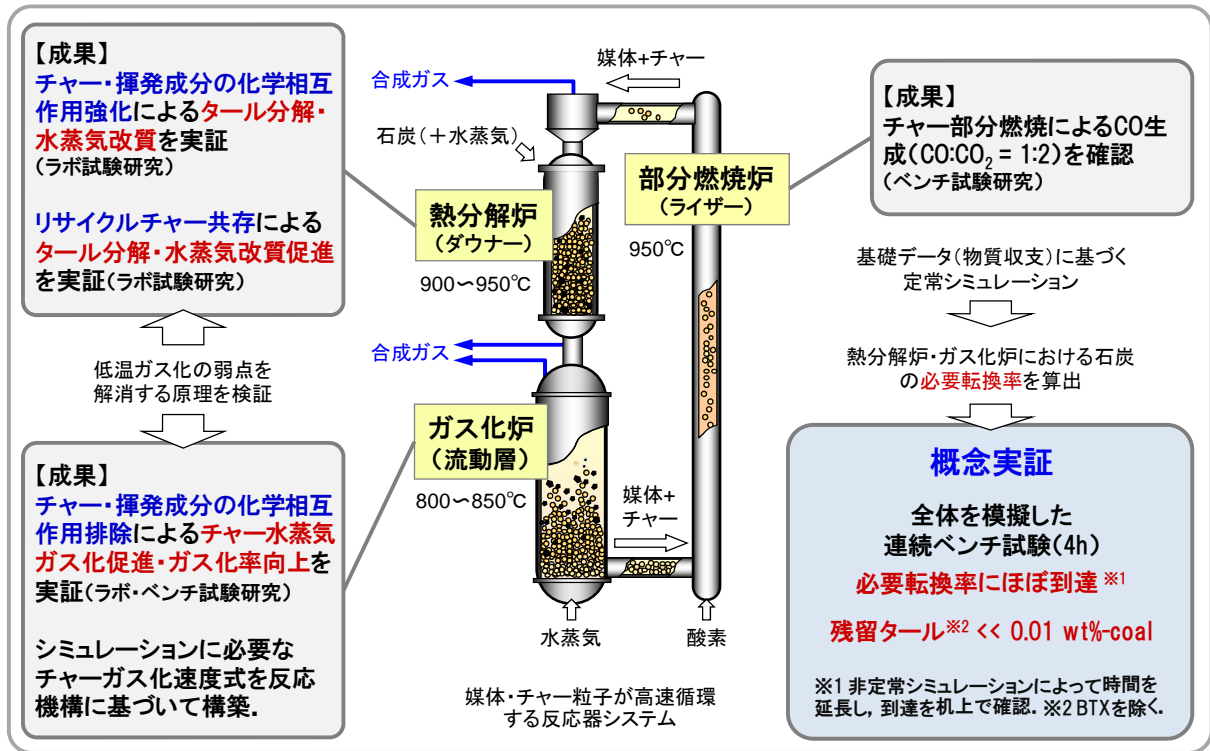 【成果】
チャー・揮発成分の化学相互
作用強化によるタール分解・
水蒸気改質を実証
(ラボ試験研究)
リサイクルチャー共存による
タール分解・水蒸気改質促進
を実証(ラボ試験研究)
低温ガス化の弱点を
解消する原理を検証
【成果】
チャー・揮発成分の化学相互
作用排除によるチャー水蒸気
ガス化促進・ガス化率向上を
実証(ラボ・ベンチ試験研究)
シミュレーションに必要な
チャーガス化速度式を反応
機構に基づいて構築.
媒体+チャー
合成ガス
石炭(+水蒸気)
熱分解炉
(ダウナー)
900~950℃
部分燃焼炉
(ライザー)
950℃
合成ガス
ガス化炉
(流動層)
800~850℃
媒体+
チャー
水蒸気
酸素
媒体・チャー粒子が高速循環
する反応器システム
【成果】
チャー部分燃焼によるCO生
成(CO:CO₂ = 1:2)を確認
(ベンチ試験研究)
基礎データ(物質収支)に基づく
定常シミュレーション
熱分解炉・ガス化炉における石炭
の必要転換率を算出
概念実証
全体を模擬した
連続ベンチ試験(4h)
必要転換率にほぼ到達 ※1
残留タール※2 << 0.01 wt%-coal
※1 非定常シミュレーションによって時間を
延長し, 到達を机上で確認. ※2 BTXを除く.